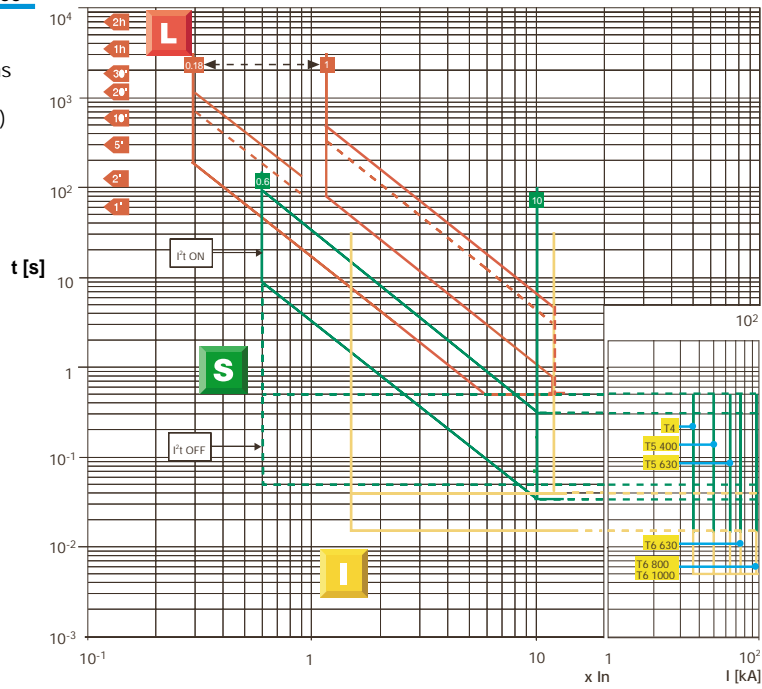 10⁴
2h
1h
30'
20'
10'
5'
2'
1'
ns
)
L
0.18
1
10³
10²
0.6
10
I²t ON
t [s]
10
10²
1
S
I²t OFF
10⁻¹
T4
T5 400
T5 630
10⁻²
I
T6 630
T6 800
T6 1000
10⁻³
10⁻¹
1
10
x In
1
10²
I [kA]